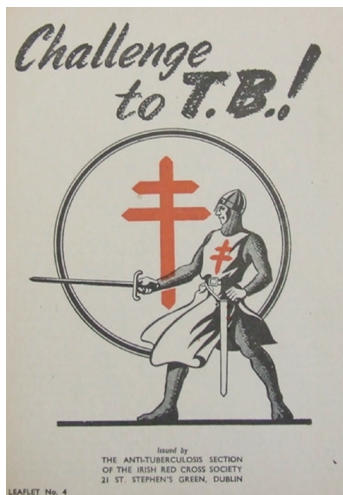 Challenge
to T.B.!
Issued by
THE ANTI-TUBERCULOSIS SECTION
OF THE IRISH RED CROSS SOCIETY
21 ST. STEPHEN'S GREEN, DUBLIN
LEAFLET No. 4